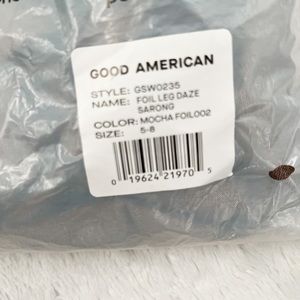 GOOD AMERICAN
STYLE: GSW0235
NAME: FOIL LEG DAZE
SARONG
COLOR: MOCHA FOIL002
SIZE: 5-8
0 19624 21970 5